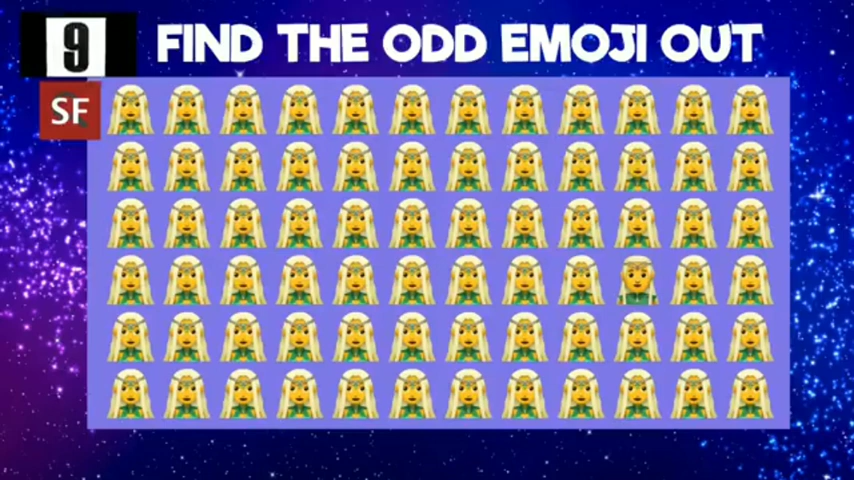 9 FIND THE ODD EMOJI OUT
SF